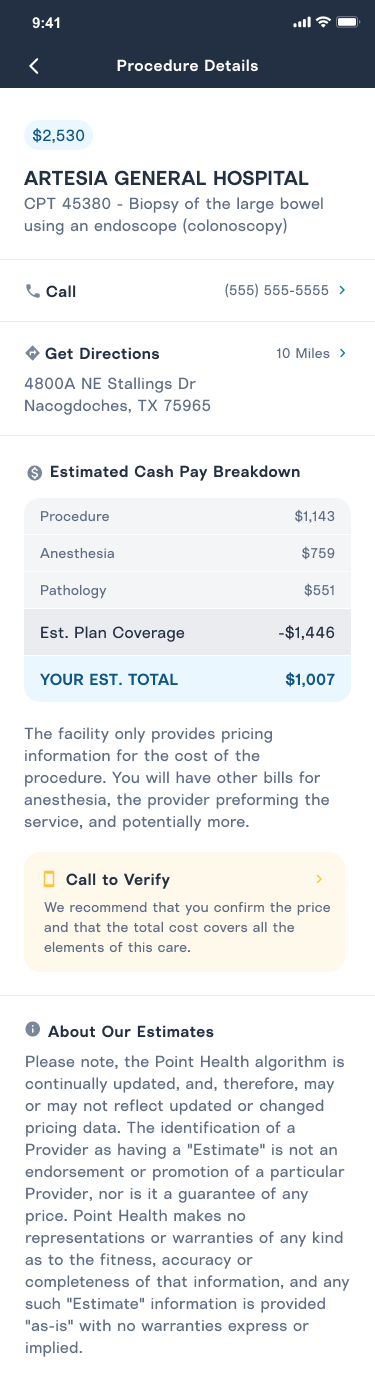 9:41
Procedure Details
$2,530
ARTESIA GENERAL HOSPITAL
CPT 45380 - Biopsy of the large bowel
using an endoscope (colonoscopy)
Call (555) 555-5555
Get Directions 10 Miles
4800A NE Stallings Dr
Nacogdoches, TX 75965
Estimated Cash Pay Breakdown
Procedure $1,143
Anesthesia $759
Pathology $551
Est. Plan Coverage -$1,446
YOUR EST. TOTAL $1,007
The facility only provides pricing
information for the cost of the
procedure. You will have other bills for
anesthesia, the provider preforming the
service, and potentially more.
Call to Verify
We recommend that you confirm the price
and that the total cost covers all the
elements of this care.
About Our Estimates
Please note, the Point Health algorithm is
continually updated, and, therefore, may
or may not reflect updated or changed
pricing data. The identification of a
Provider as having a "Estimate" is not an
endorsement or promotion of a particular
Provider, nor is it a guarantee of any
price. Point Health makes no
representations or warranties of any kind
as to the fitness, accuracy or
completeness of that information, and any
such "Estimate" information is provided
"as-is" with no warranties express or
implied.